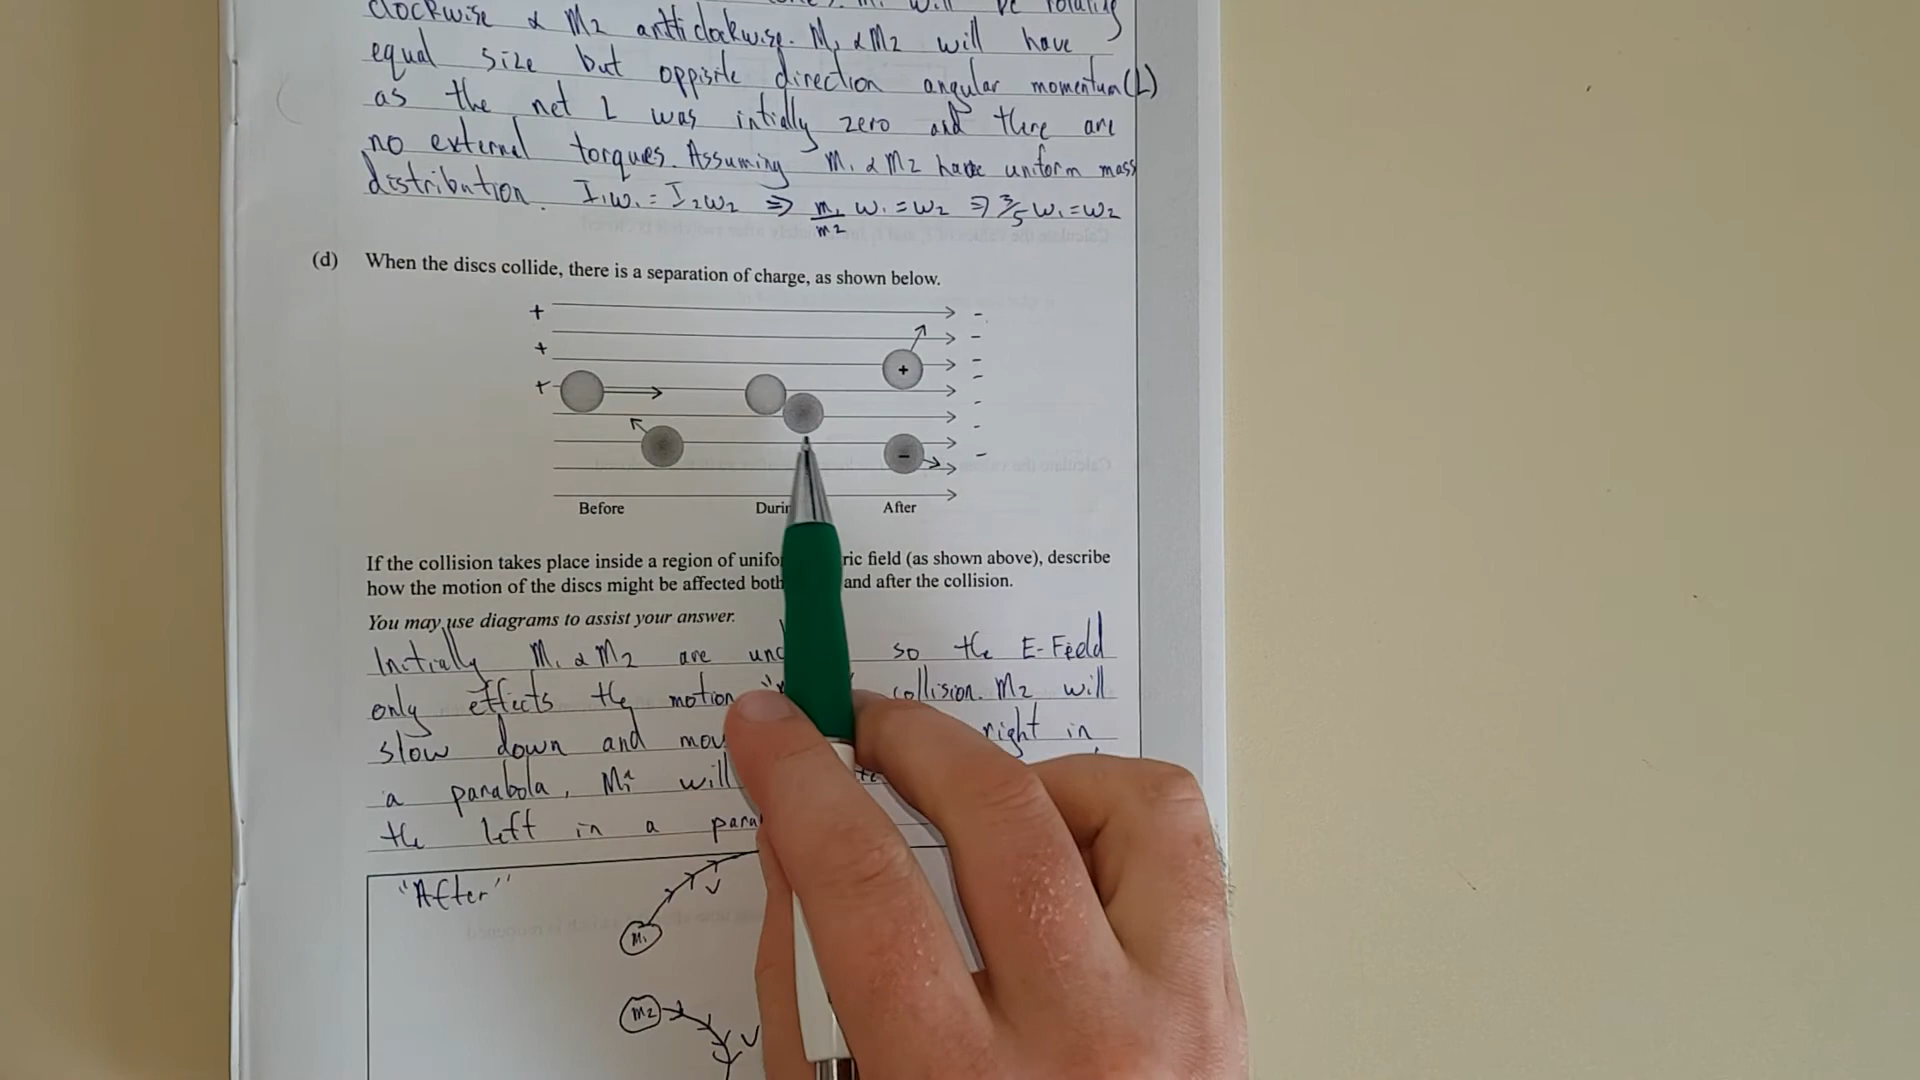 clockwise & M2 anticlockwise. M1 & M2 will have
equal size but oppisite direction angular momentum (L)
as the net L was intially zero and there are
no external torques. Assuming M1 & M2 have uniform mass
distribution. I1ω1 = I2ω2 ⇒ m1/m2 ω1 = ω2 ⇒ 3/5 ω1 = ω2
(d) When the discs collide, there is a separation of charge, as shown below.
+ -
-
+ -
-
+ -
+
-
-
- -
Before After
If the collision takes place inside a region of field (as shown above), describe
how the motion of the discs might be affected both and after the collision.
You may use diagrams to assist your answer.
Initially M1 & M2 are so the E-Field
only effects the motion collision. M2 will
slow down and right in
a parabola, M1 will
the left in a
"After"
V
M1
M2
V